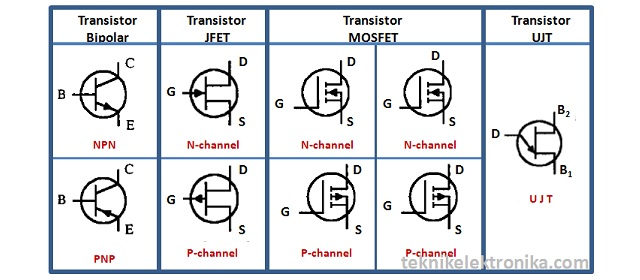 Transistor
Bipolar
Transistor
JFET
Transistor
MOSFET
Transistor
UJT
C
B
E
NPN
D
G
S
N-channel
D
G
S
N-channel
D
G
S
N-channel
B2
D
B1
UJT
C
B
E
PNP
D
G
S
P-channel
D
G
S
P-channel
D
G
S
P-channel
teknikelektronika.com